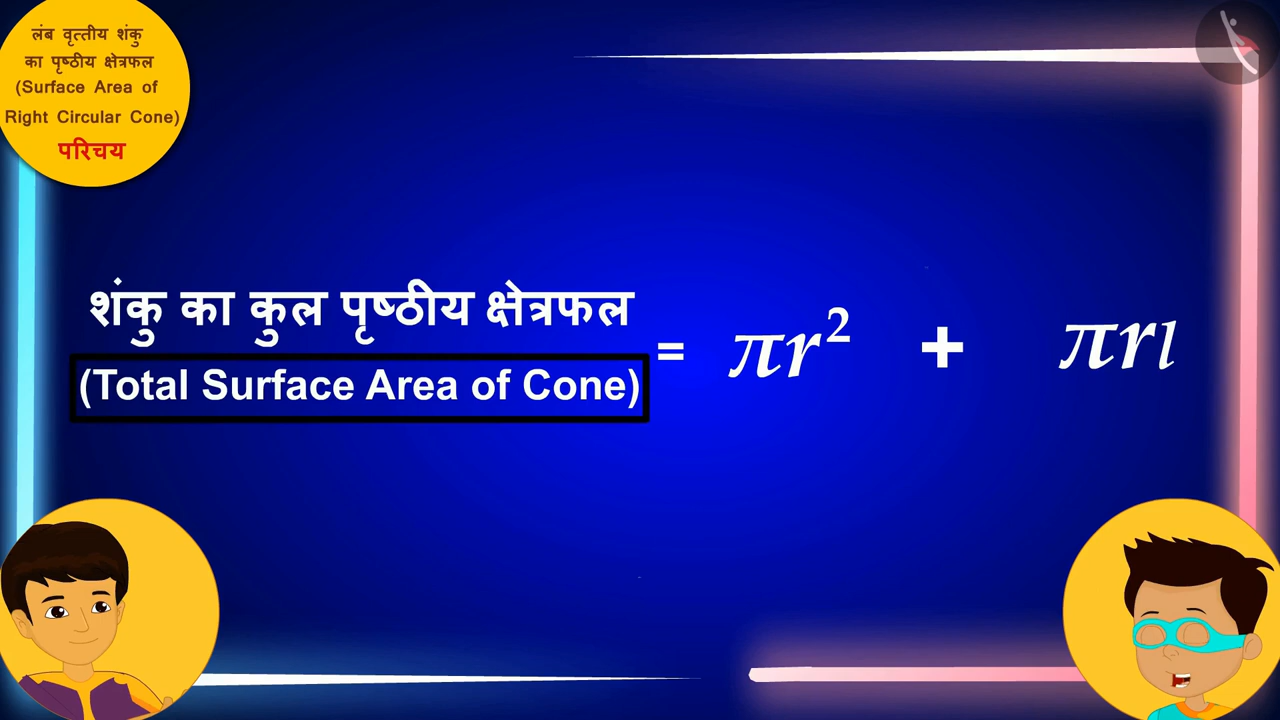 लंब वृत्तीय शंकु
का पृष्ठीय क्षेत्रफल
(Surface Area of
Right Circular Cone)
परिचय
शंकु का कुल पृष्ठीय क्षेत्रफल
(Total Surface Area of Cone) = πr² + πrl